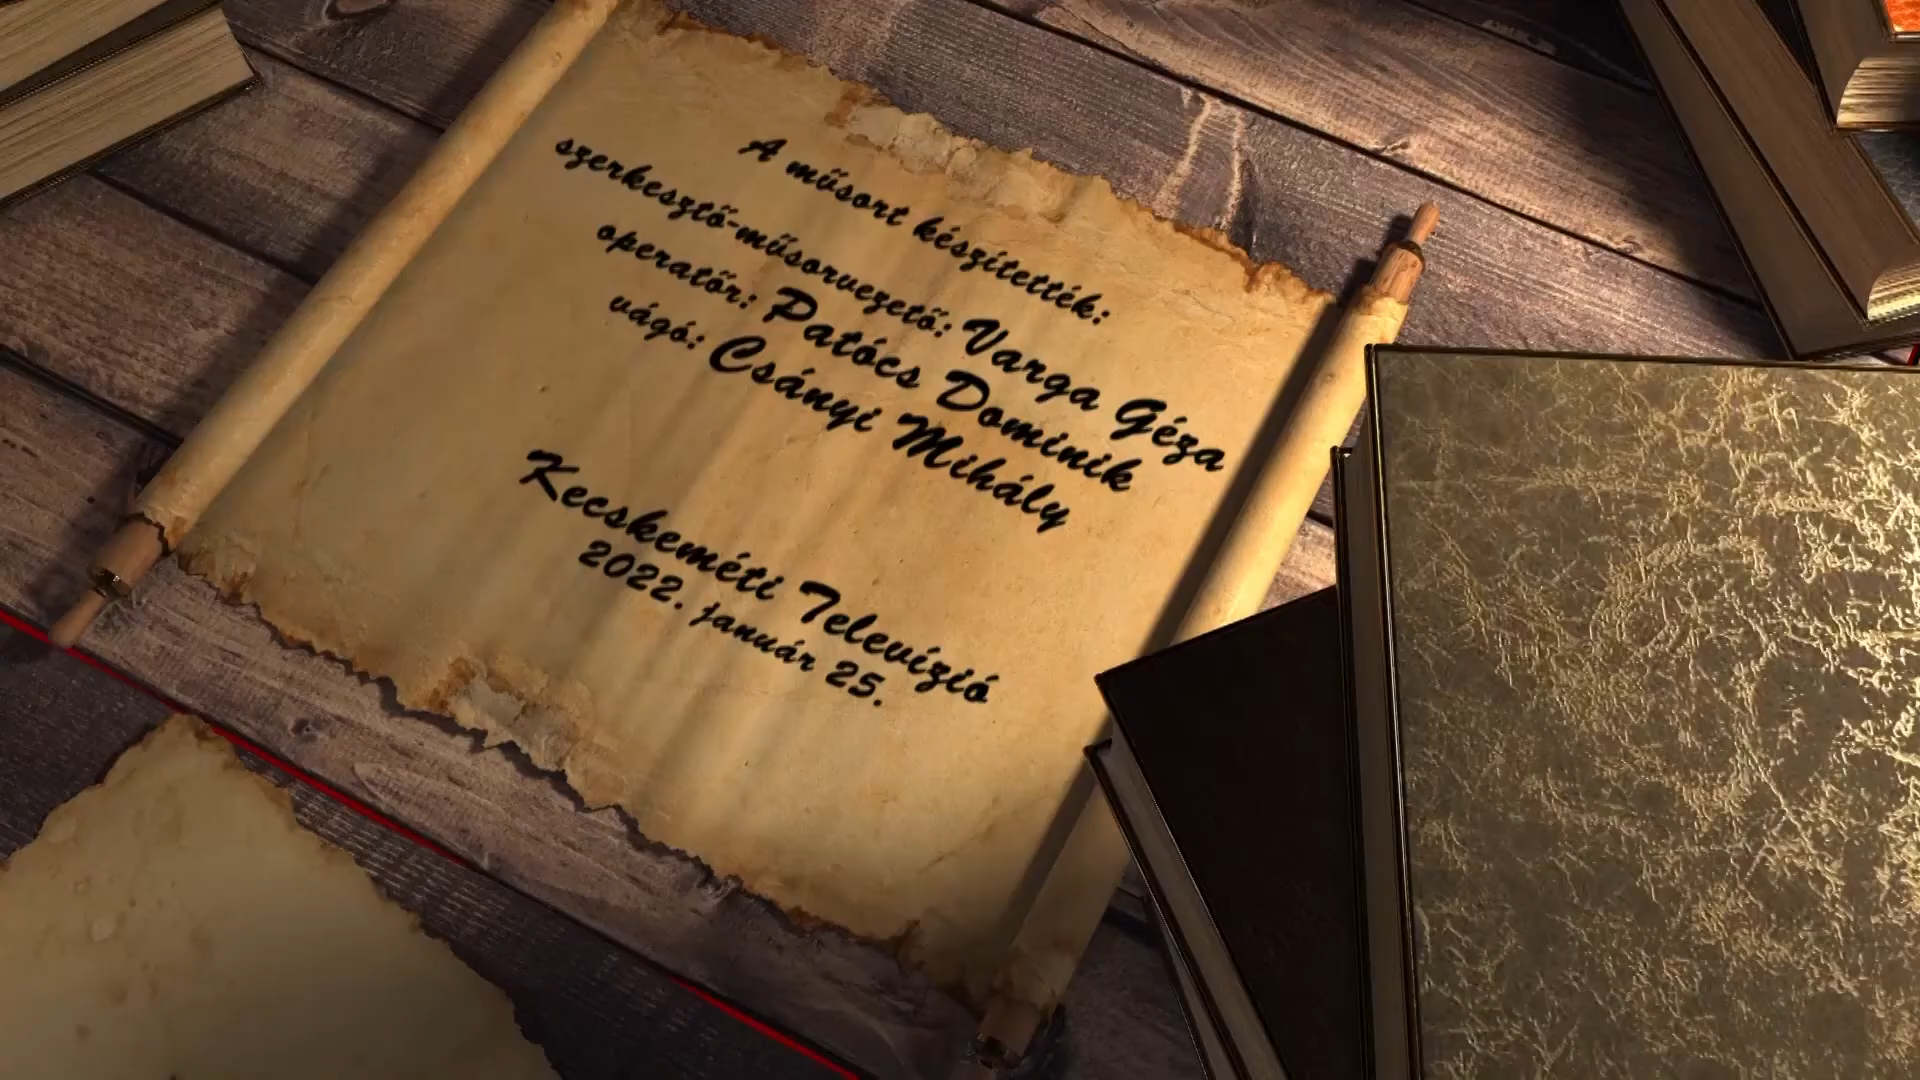 A műsort készítették:
szerkesztő-műsorvezető: Varga Géza
operatőr: Patócs Dominik
vágó: Csányi Mihály
Kecskeméti Televízió
2022. január 25.